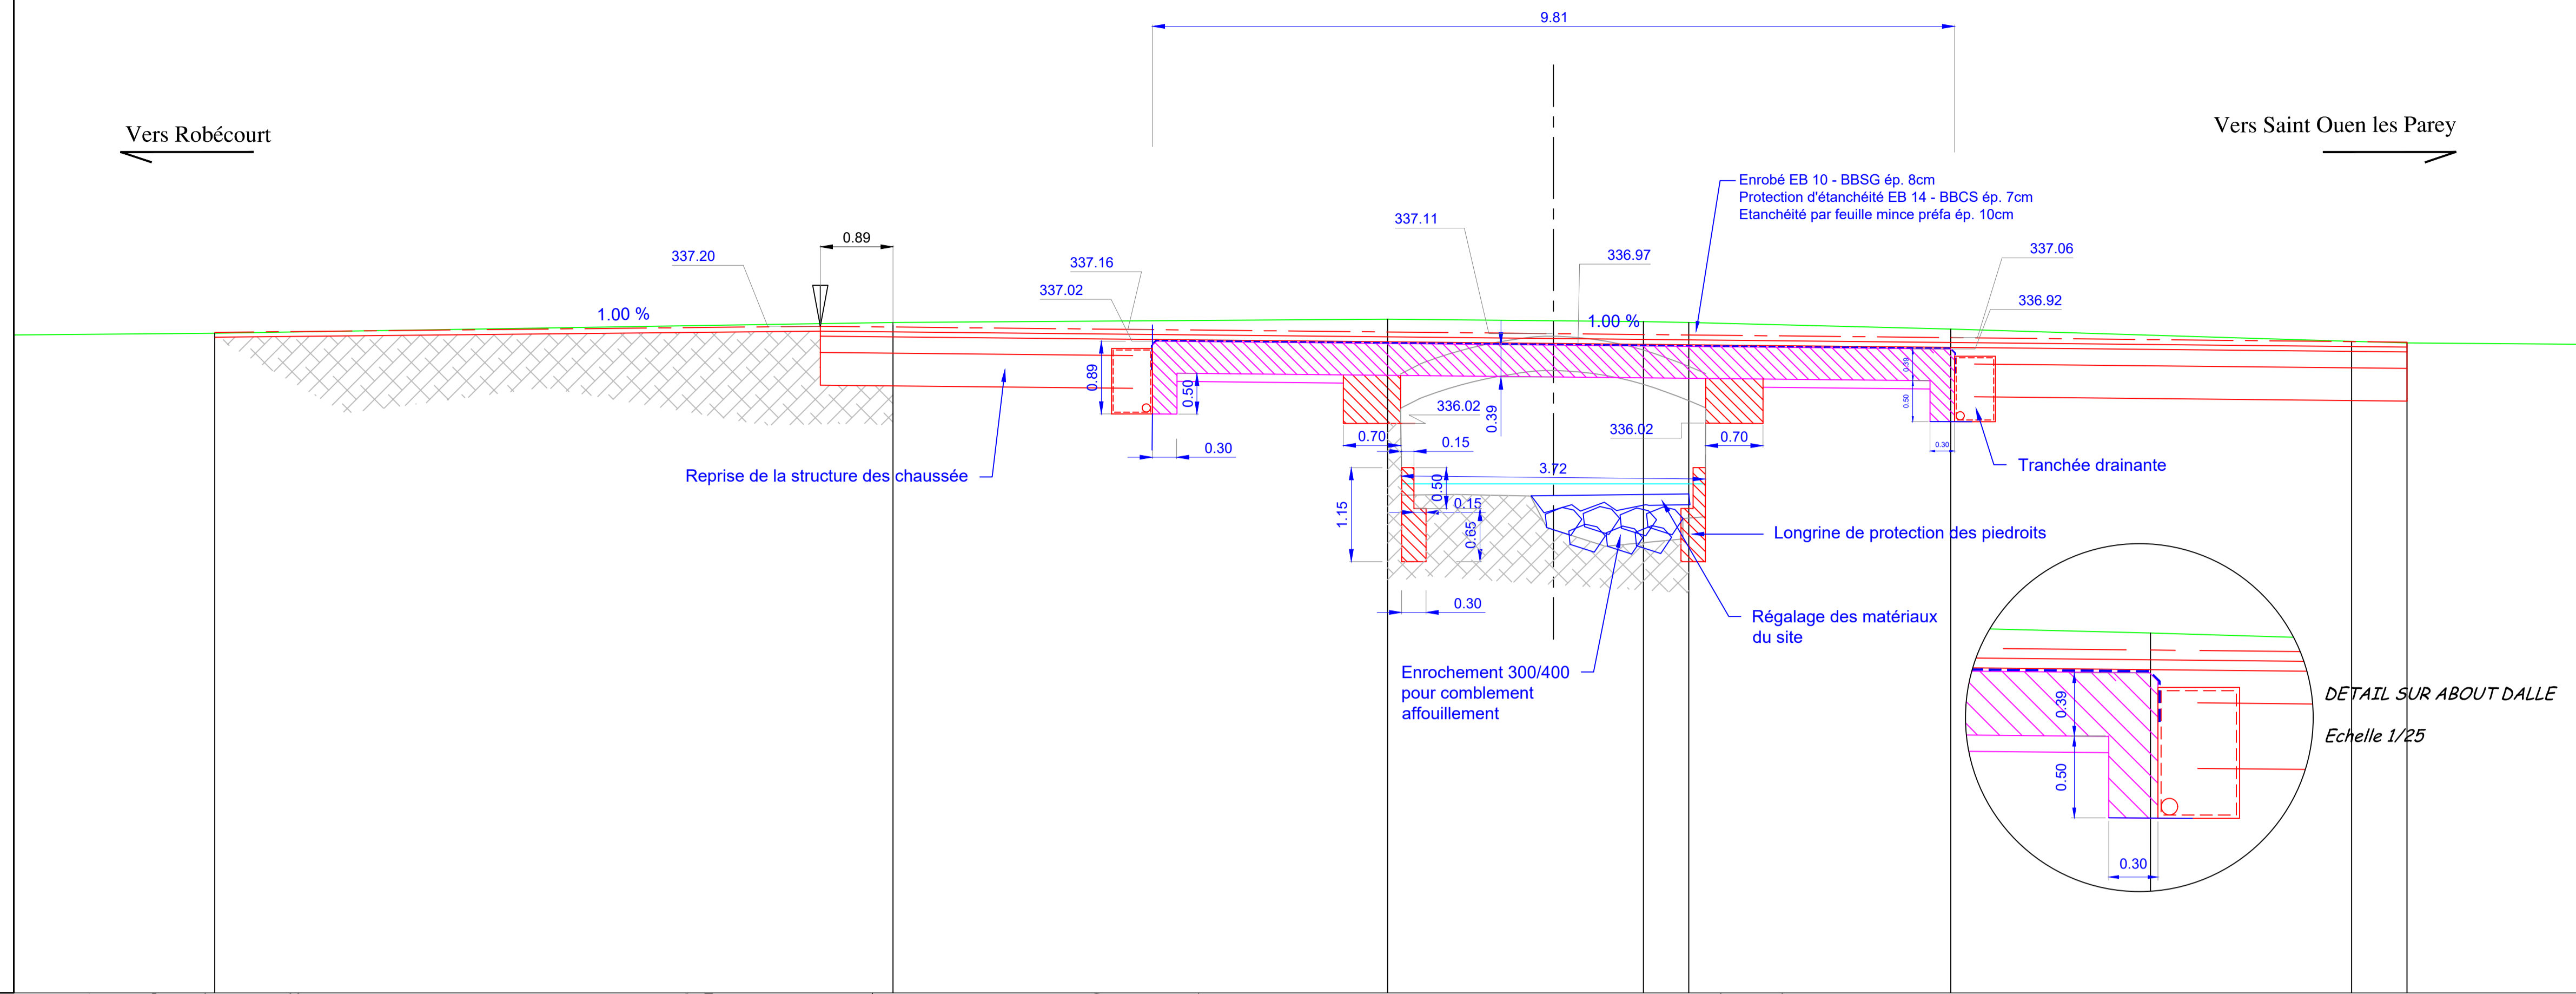 9.81
Vers Robécourt
Vers Saint Ouen les Parey
Enrobé EB 10 - BBSG ép. 8cm
Protection d'étanchéité EB 14 - BBCS ép. 7cm
Etanchéité par feuille mince préfa ép. 10cm
337.11
0.89
337.20
337.16
336.97
337.06
337.02
336.92
1.00 %
1.00 %
0.89
0.50
0.39
0.39
0.50
336.02
336.02
0.70
0.15
0.70
0.30
0.30
3.72
Reprise de la structure des chaussée
Tranchée drainante
0.50
0.15
1.15
0.65
Longrine de protection des piedroits
0.30
Régalage des matériaux
du site
Enrochement 300/400
pour comblement
affouillement
DETAIL SUR ABOUT DALLE
Echelle 1/25
0.39
0.50
0.30